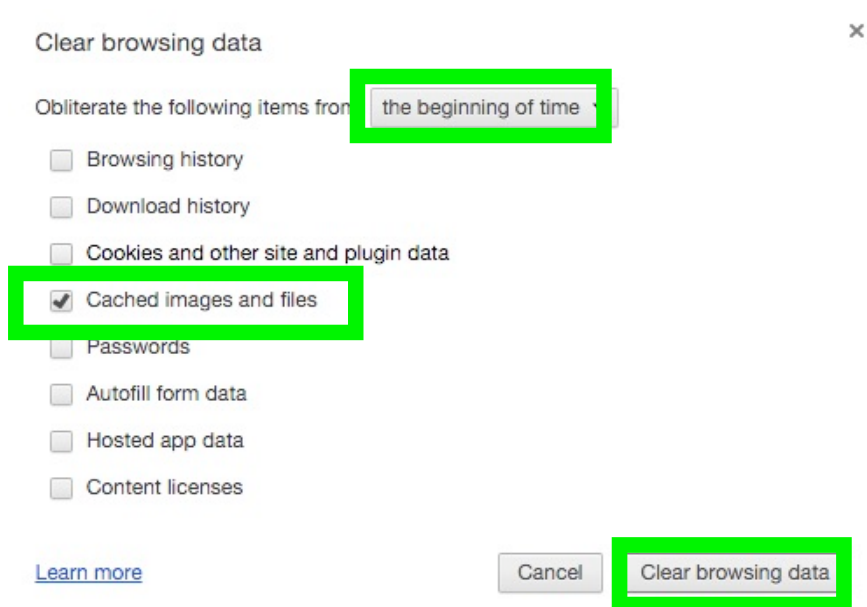 Clear browsing data
Obliterate the following items from the beginning of time
Browsing history
Download history
Cookies and other site and plugin data
Cached images and files
Passwords
Autofill form data
Hosted app data
Content licenses
Learn more Cancel Clear browsing data